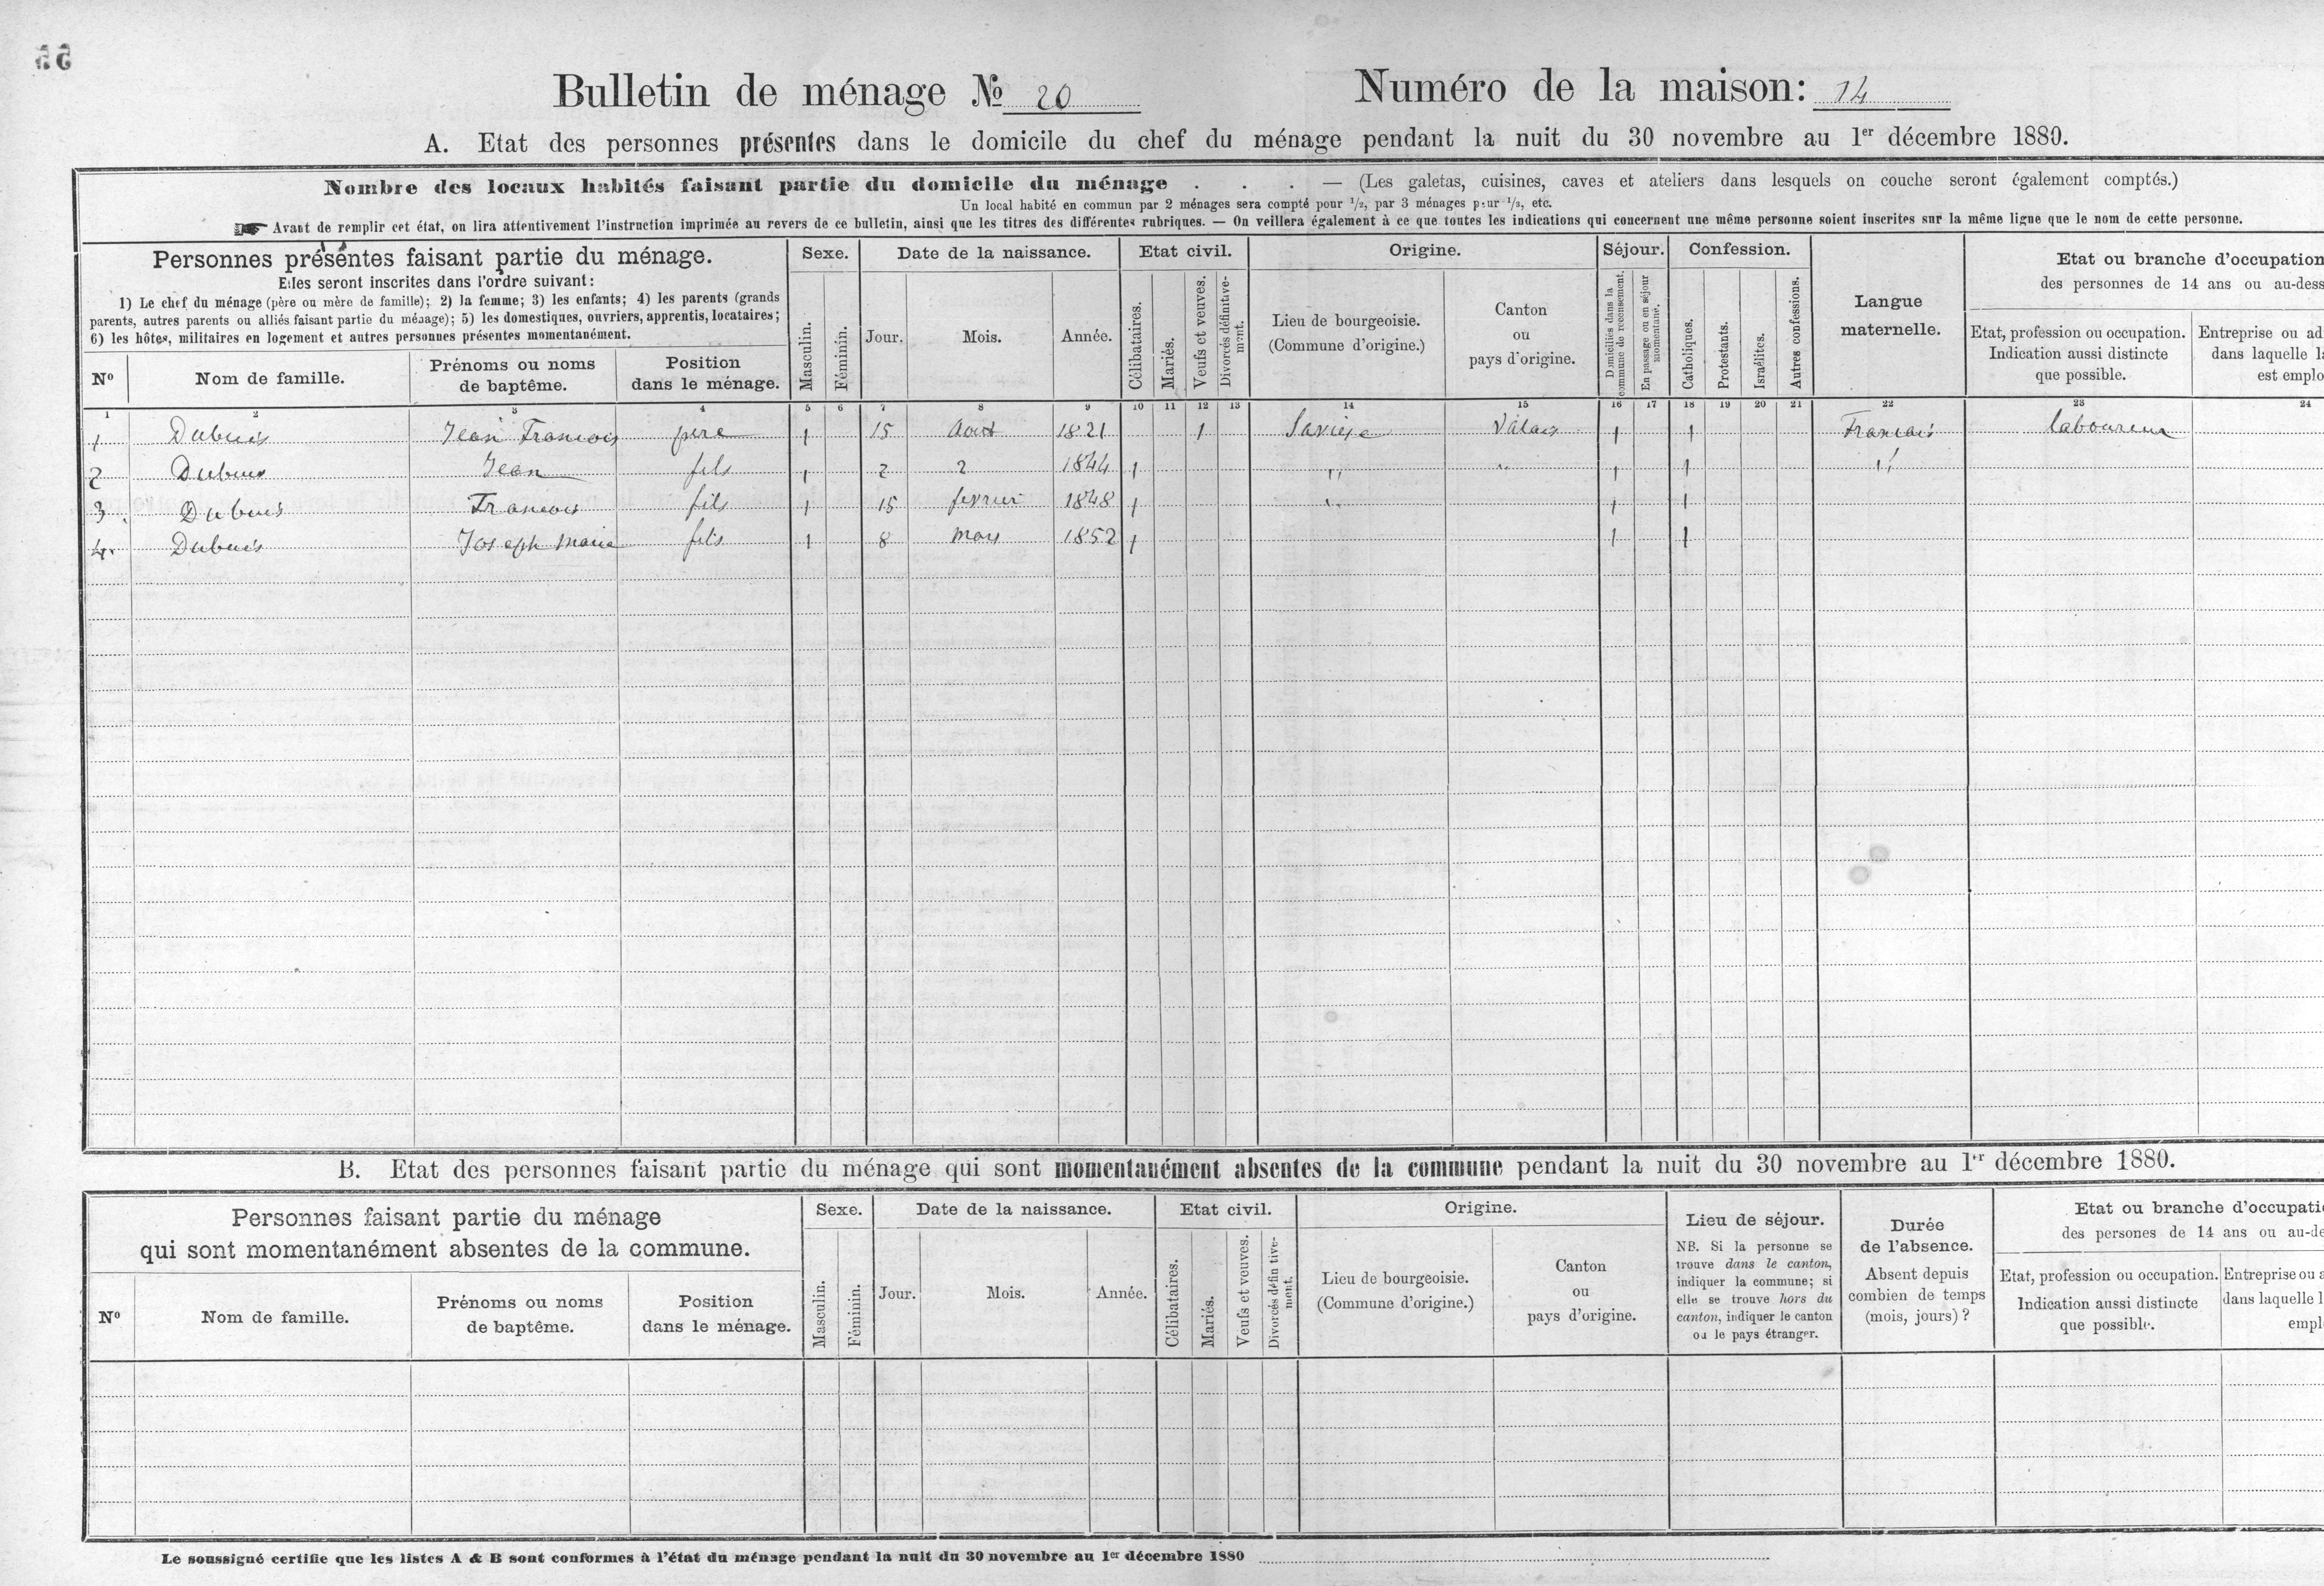 Bulletin de ménage № 20 Numéro de la maison: 14
A. Etat des personnes présentes dans le domicile du chef du ménage pendant la nuit du 30 novembre au 1er décembre 1880.
Nombre des locaux habités faisant partie du domicile du ménage . . . — (Les galetas, cuisines, caves et ateliers dans lesquels on couche seront également comptés.)
Un local habité en commun par 2 ménages sera compté pour 1/2, par 3 ménages pour 1/3, etc.
Avant de remplir cet état, on lira attentivement l'instruction imprimée au revers de ce bulletin, ainsi que les titres des différentes rubriques. — On veillera également à ce que toutes les indications qui concernent une même personne soient inscrites sur la même ligne que le nom de cette personne.
Personnes présentes faisant partie du ménage.
Elles seront inscrites dans l'ordre suivant:
1) Le chef du ménage (père ou mère de famille); 2) la femme; 3) les enfants; 4) les parents (grands
parents, autres parents ou alliés faisant partie du ménage); 5) les domestiques, ouvriers, apprentis, locataires;
6) les hôtes, militaires en logement et autres personnes présentes momentanément.
Nº
Nom de famille.
Prénoms ou noms
de baptême.
Position
dans le ménage.
Sexe.
Masculin.
Féminin.
Date de la naissance.
Jour.
Mois.
Année.
Etat civil.
Célibataires.
Mariés.
Veufs et veuves.
Divorcés définitive-
ment.
Origine.
Lieu de bourgeoisie.
(Commune d'origine.)
Canton
ou
pays d'origine.
Séjour.
Domiciliés dans la
commune de recensement.
En passage ou en séjour
momentané.
Confession.
Catholiques.
Protestants.
Israélites.
Autres confessions.
Langue
maternelle.
Etat ou branche d'occupation
des personnes de 14 ans ou au-dess
Etat, profession ou occupation.
Indication aussi distincte
que possible.
Entreprise ou ad
dans laquelle la
est emplo
1 2 3 4 5 6 7 8 9 10 11 12 13 14 15 16 17 18 19 20 21 22 23 24
1 Dubuis Jean Francois pere 1 15 Aout 1821 1 Savièse Valais 1 1 Francais laboureur
2 Dubuis Jean fils 1 2 2 1844 1 " " 1 1 "
3 Dubuis Francois fils 1 15 fevrier 1848 1 " 1 1
4 Dubuis Joseph Marie fils 1 8 mars 1852 1 1 1
B. Etat des personnes faisant partie du ménage qui sont momentanément absentes de la commune pendant la nuit du 30 novembre au 1er décembre 1880.
Personnes faisant partie du ménage
qui sont momentanément absentes de la commune.
Nº
Nom de famille.
Prénoms ou noms
de baptême.
Position
dans le ménage.
Sexe.
Masculin.
Féminin.
Date de la naissance.
Jour.
Mois.
Année.
Etat civil.
Célibataires.
Mariés.
Veufs et veuves.
Divorcés définitive-
ment.
Origine.
Lieu de bourgeoisie.
(Commune d'origine.)
Canton
ou
pays d'origine.
Lieu de séjour.
NB. Si la personne se
trouve dans le canton,
indiquer la commune; si
elle se trouve hors du
canton, indiquer le canton
ou le pays étranger.
Durée
de l'absence.
Absent depuis
combien de temps
(mois, jours)?
Etat ou branche d'occupati
des persones de 14 ans ou au-de
Etat, profession ou occupation.
Indication aussi distincte
que possible.
Entreprise ou a
dans laquelle l
empl
Le soussigné certifie que les listes A & B sont conformes à l'état du ménage pendant la nuit du 30 novembre au 1er décembre 1880